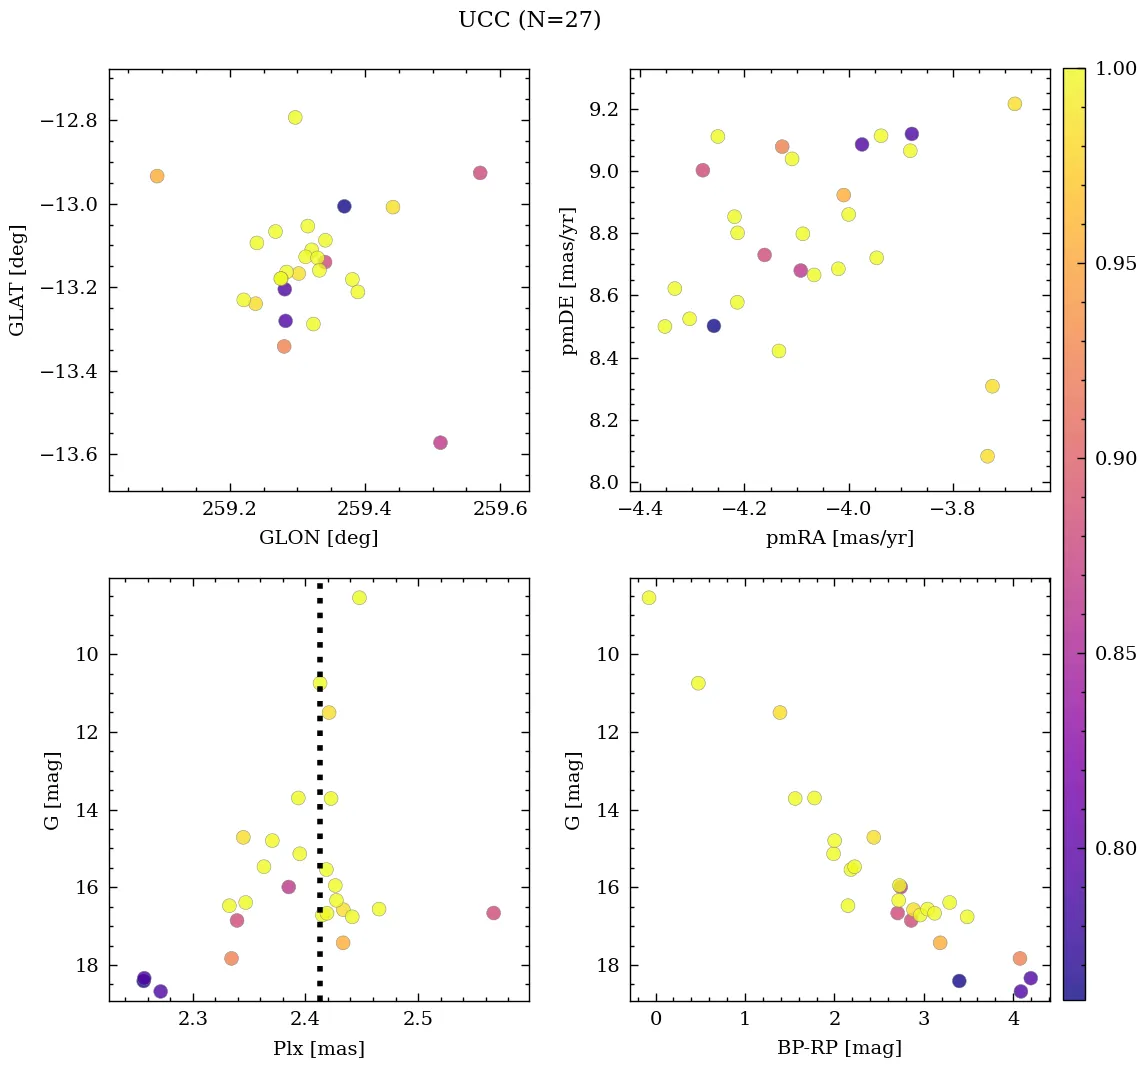 UCC (N=27)
−12.8
−13.0
−13.2
−13.4
−13.6
GLAT [deg]
259.2 259.4 259.6
GLON [deg]
9.2
9.0
8.8
8.6
8.4
8.2
8.0
pmDE [mas/yr]
−4.4 −4.2 −4.0 −3.8
pmRA [mas/yr]
1.00
0.95
0.90
0.85
0.80
10
12
14
16
18
G [mag]
2.3 2.4 2.5
Plx [mas]
10
12
14
16
18
G [mag]
0 1 2 3 4
BP-RP [mag]